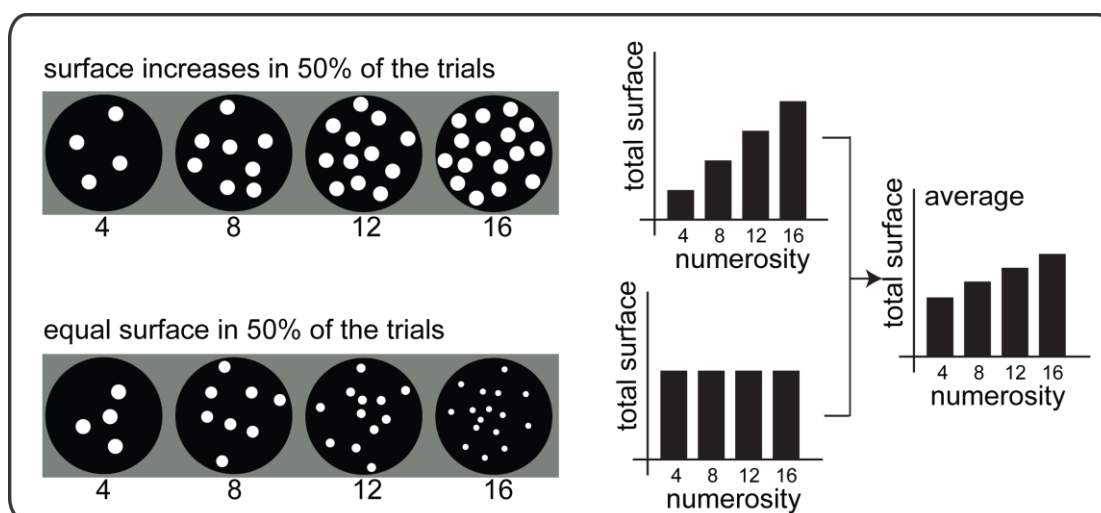 surface increases in 50% of the trials
4 8 12 16
equal surface in 50% of the trials
4 8 12 16
total surface
4 8 12 16
numerosity
total surface
4 8 12 16
numerosity
average
total surface
4 8 12 16
numerosity